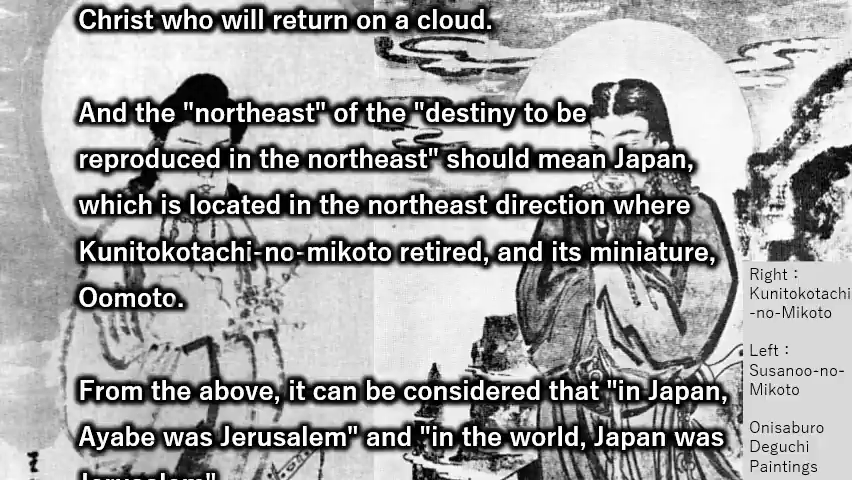 Christ who will return on a cloud.
And the "northeast" of the "destiny to be
reproduced in the northeast" should mean Japan,
which is located in the northeast direction where
Kunitokotachi-no-mikoto retired, and its miniature,
Oomoto.
From the above, it can be considered that "in Japan,
Ayabe was Jerusalem" and "in the world, Japan was
Jerusalem"
Right：
Kunitokotachi
-no-Mikoto
Left：
Susanoo-no-
Mikoto
Onisaburo
Deguchi
Paintings